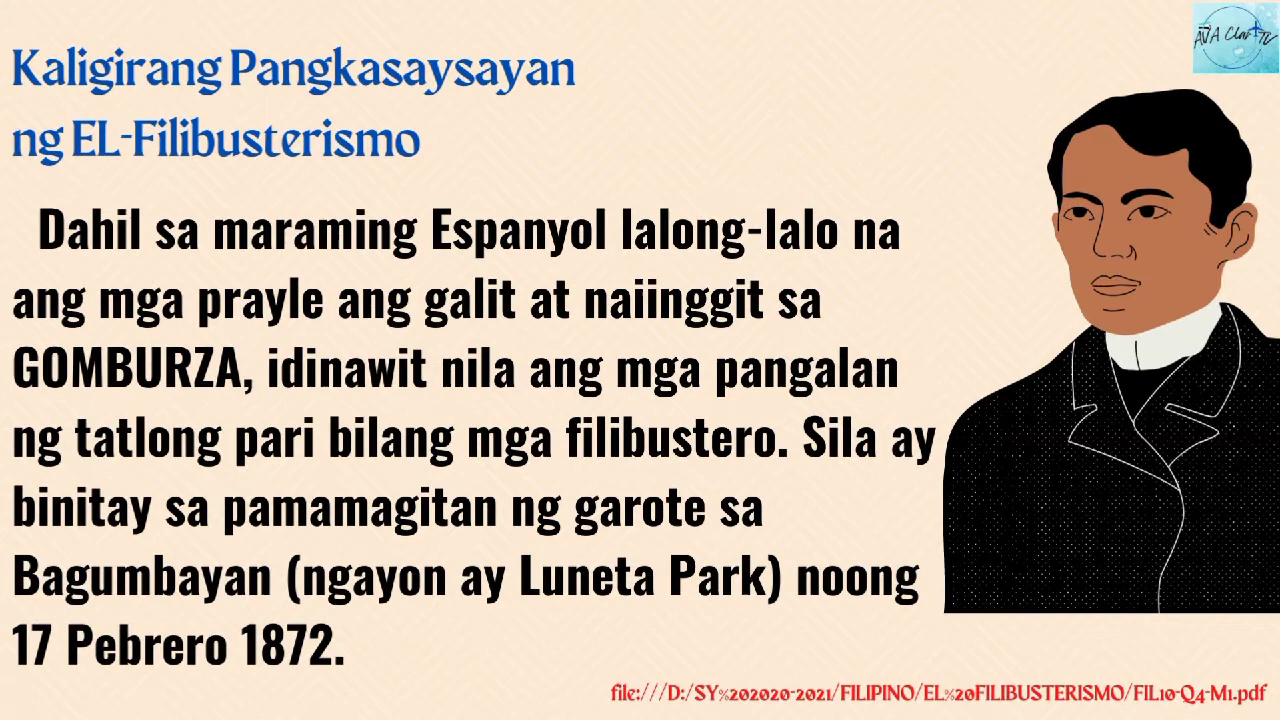 AVA Clar TV
Kaligirang Pangkasaysayan
ng EL-Filibusterismo
Dahil sa maraming Espanyol lalong-lalo na
ang mga prayle ang galit at naiinggit sa
GOMBURZA, idinawit nila ang mga pangalan
ng tatlong pari bilang mga filibustero. Sila ay
binitay sa pamamagitan ng garote sa
Bagumbayan (ngayon ay Luneta Park) noong
17 Pebrero 1872.
file:///D:/SY%202020-2021/FILIPINO/EL%20FILIBUSTERISMO/FIL10-Q4-M1.pdf